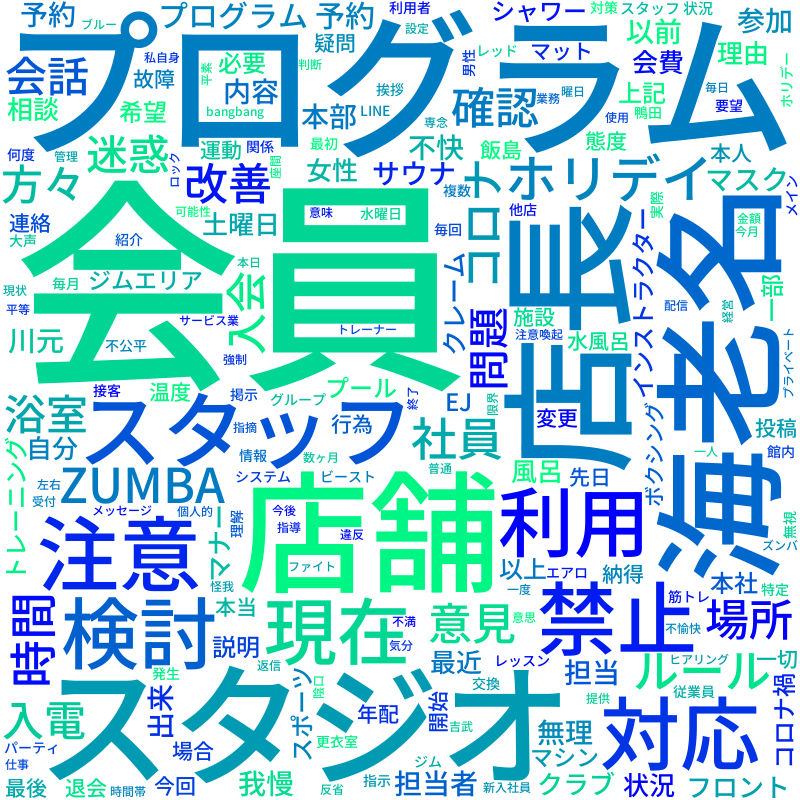 予約
ブルー
プログラム
予約
利用者
シャワー
対策
スタッフ
状況
以前
参加
私自身
疑問
設定
レッド
男性
マット
会費
理由
ホリデー
会話
故障
平素
必要
判断
プログラム
挨拶
業務
曜日
上記
毎日
要望
相談
希望
bangbang
内容
本部
LINE
専念
確認
使用
鴨田
態度
何度
管理
迷惑
ロック
運動
関係
座間
最初
不快
飯島
本人
方々
改善
女性
サウナ
複数
ナ
ホリデイ
マスク
メイン
連絡
大声
紹介
可能性
土曜日
意味
水曜日
毎回
コロ
他店
実際
金額
今月
現状
毎月
ジムエリア
本日
会員
クレーム
店長
海老名
インストラクター
配信
一部
平等
サービス業
入会
トレーナー
施設
注意喚起
水風呂
経営
川元
不公平
強制
問題
プライベート
接客
温度
掲示
グループ
プール
終了
EJ
限界
変更
浴室
自分
スタッフ
指摘
行為
社員
ボクシング
投稿
情報
数ヶ月
普通
風呂
先日
一人
館内
トレーニング
左右
受付
ZUMBA
システム
ビースト
メッセージ
個人的
マナー
理解
店舗
今後
指導
違反
利用
無視
ズンバ
注意
ファイト
怪我
以上
エアロ
納得
本社
特定
時間
検討
本当
現在
不満
意見
一度
意思
禁止
筋トレ
場所
不愉快
説明
気分
発生
出来
返信
陰口
最近
レッスン
担当
ルール
ヒアリング
一切
入電
スタジオ
スポーツ
交換
開始
提供
従業員
コロナ禍
対応
年配
吉武
無理
パーティ
仕事
場合
更衣室
ジム
マシン
最後
退会
時間帯
今回
我慢
反省
指示
担当者
新入社員
クラブ
状況
フロント